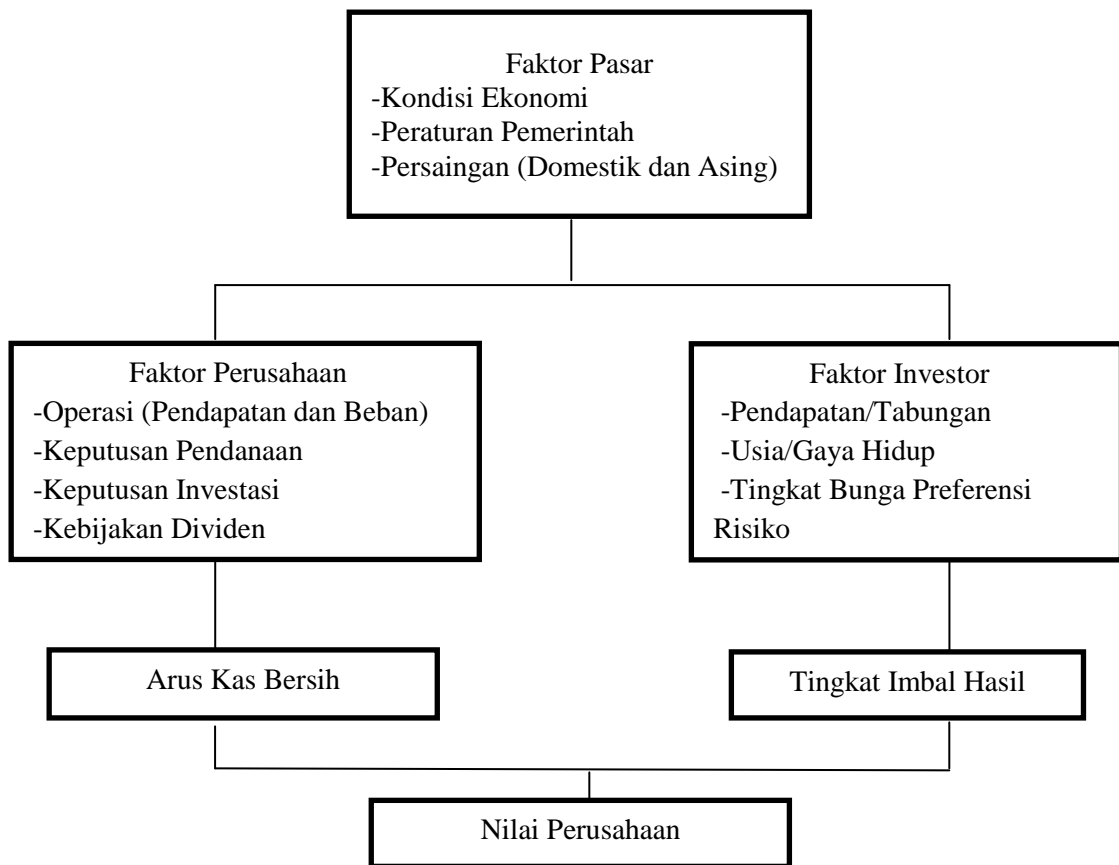 Faktor Pasar
-Kondisi Ekonomi
-Peraturan Pemerintah
-Persaingan (Domestik dan Asing)
Faktor Perusahaan
-Operasi (Pendapatan dan Beban)
-Keputusan Pendanaan
-Keputusan Investasi
-Kebijakan Dividen
Faktor Investor
-Pendapatan/Tabungan
-Usia/Gaya Hidup
-Tingkat Bunga Preferensi
Risiko
Arus Kas Bersih
Tingkat Imbal Hasil
Nilai Perusahaan